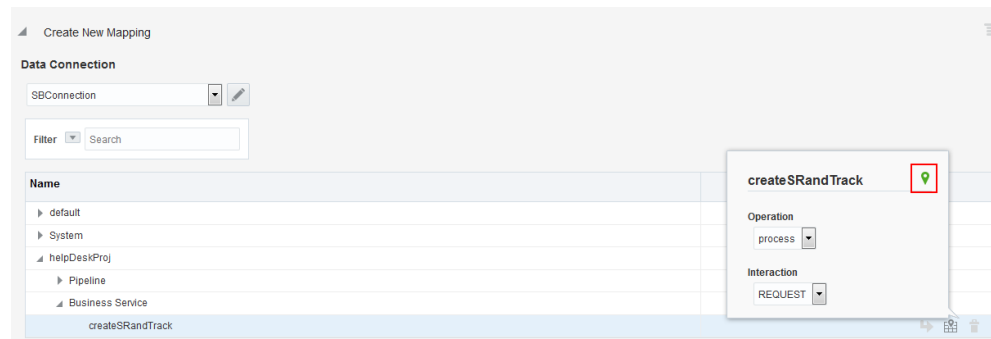 Create New Mapping
Data Connection
SBConnection
Filter Search
Name
default
System
helpDeskProj
Pipeline
Business Service
createSRandTrack
createSRandTrack
Operation
process
Interaction
REQUEST